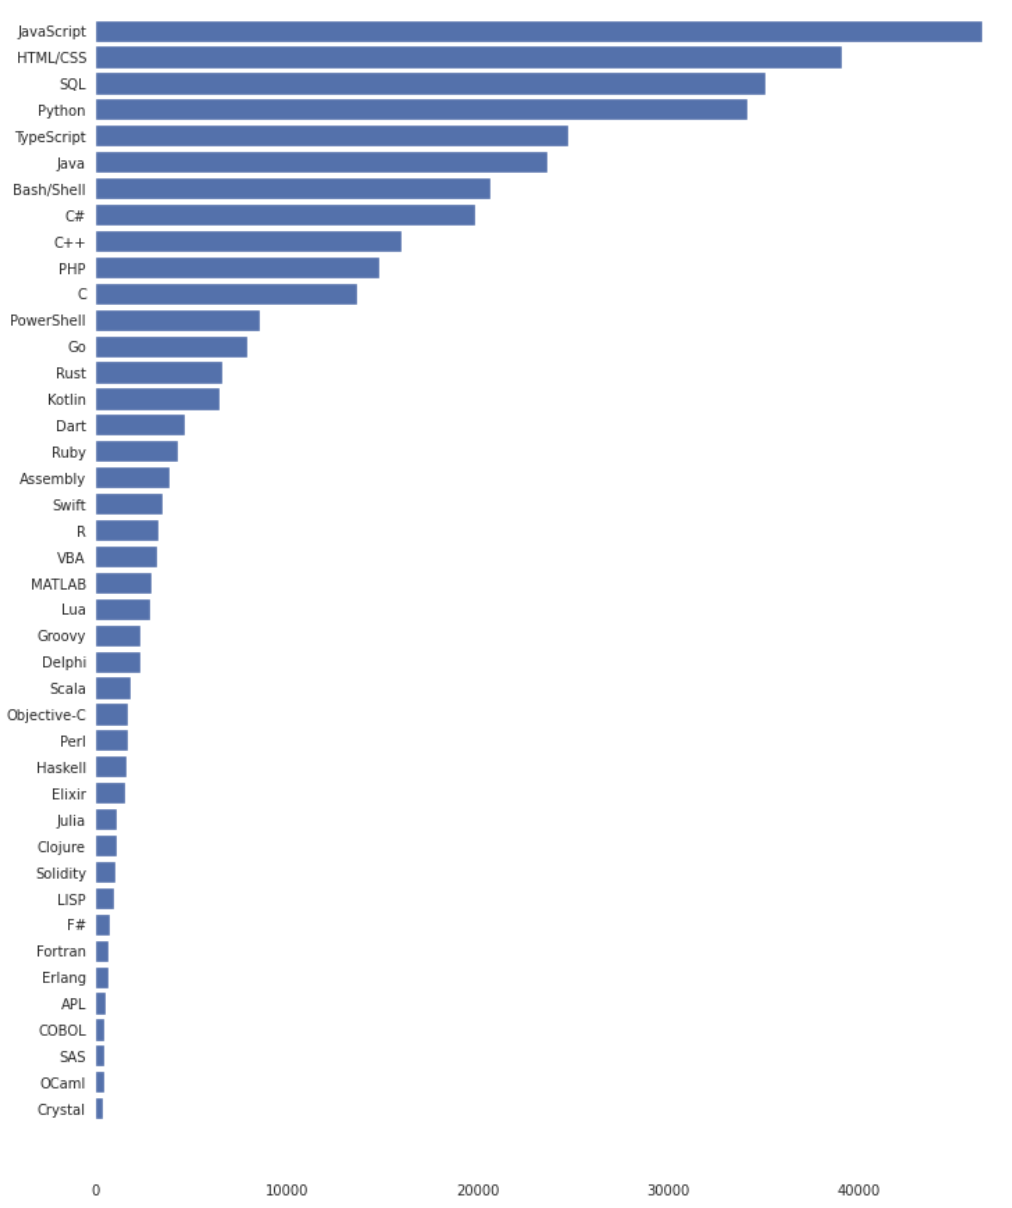 JavaScript
HTML/CSS
SQL
Python
TypeScript
Java
Bash/Shell
C#
C++
PHP
C
PowerShell
Go
Rust
Kotlin
Dart
Ruby
Assembly
Swift
R
VBA
MATLAB
Lua
Groovy
Delphi
Scala
Objective-C
Perl
Haskell
Elixir
Julia
Clojure
Solidity
LISP
F#
Fortran
Erlang
APL
COBOL
SAS
OCaml
Crystal
0 10000 20000 30000 40000